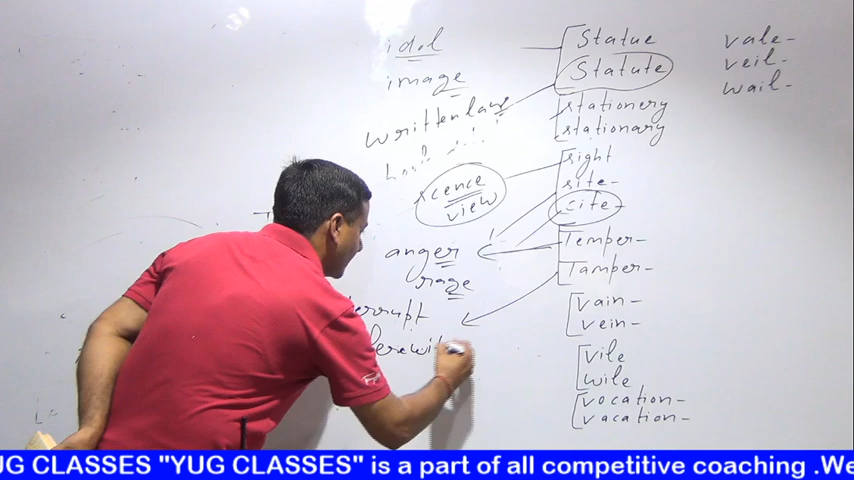 idol
image
written law
scence
view
anger
rage
Statue
Statute
stationery
stationary
right
site-
cite-
Temper-
Tamper-
vain-
vein-
vile
wile
vocation-
vacation-
vale-
veil-
wail-
UG CLASSES "YUG CLASSES" is a part of all competitive coaching .We